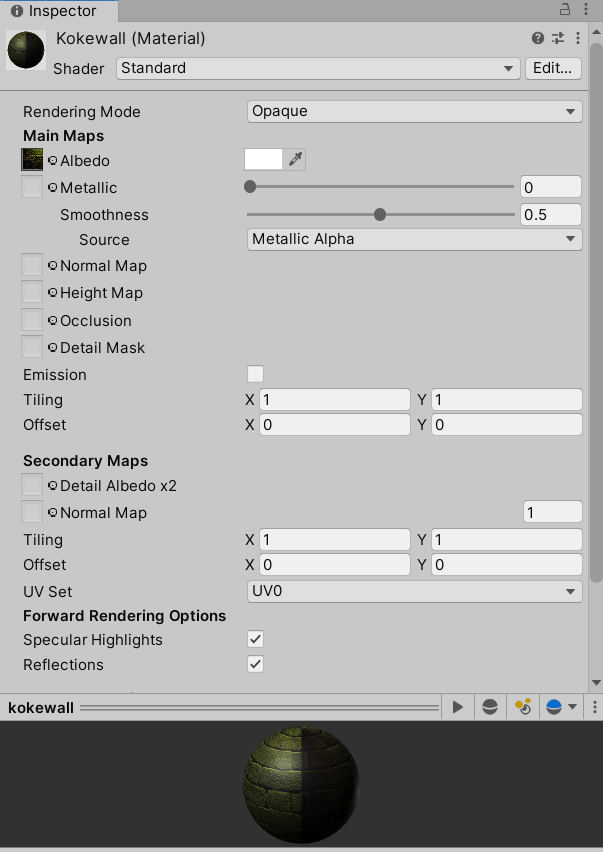 Inspector
Kokewall (Material)
Shader Standard Edit...
Rendering Mode Opaque
Main Maps
Albedo
Metallic 0
Smoothness 0.5
Source Metallic Alpha
Normal Map
Height Map
Occlusion
Detail Mask
Emission
Tiling X 1 Y 1
Offset X 0 Y 0
Secondary Maps
Detail Albedo x2
Normal Map 1
Tiling X 1 Y 1
Offset X 0 Y 0
UV Set UV0
Forward Rendering Options
Specular Highlights
Reflections
kokewall